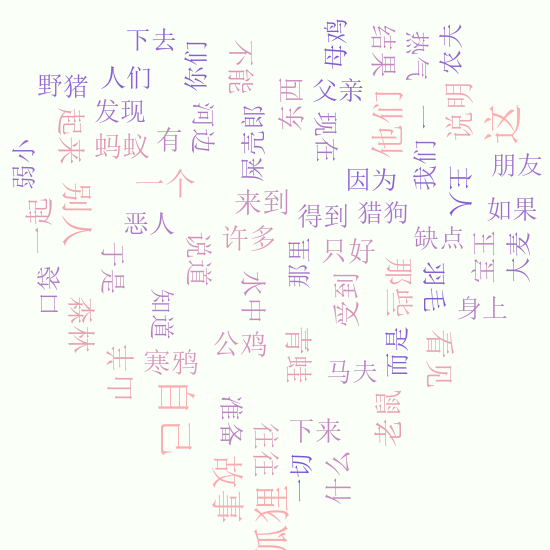 下去
母鸡
结果
热气
农夫
你们
不能
野猪
人们
东西
父亲
他们
一
说明
这
发现
河边
屎壳郎
现在
起来
蚂蚁
有
弱小
一个
因为
我们
朋友
别人
来到
得到
猎狗
主人
如果
一起
恶人
许多
缺点
宝玉
大麦
说道
那里
只好
于是
口袋
水中
受到
那些
毛驴
身上
森林
知道
公鸡
青蛙
而是
看见
羊
寒鸦
马夫
自己
老鼠
准备
往往
下来
故事
狐狸
一切
什么